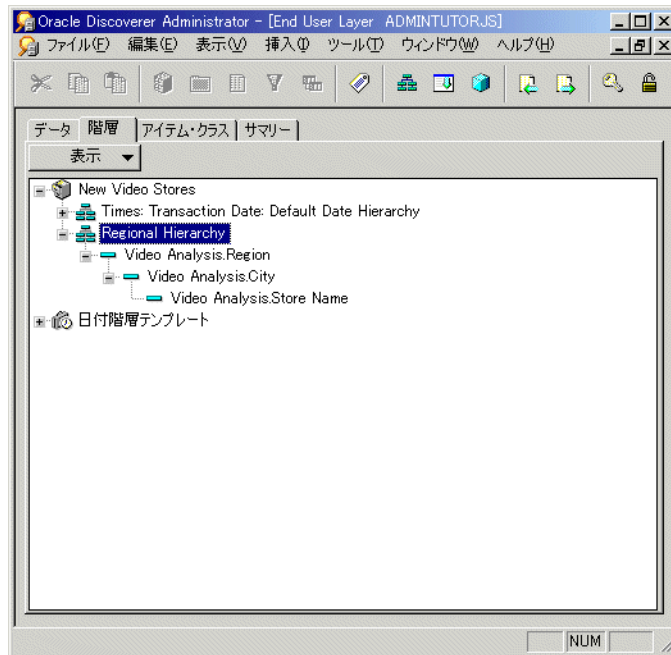 Oracle Discoverer Administrator - [End User Layer ADMINTUTORJS]
ファイル(F) 編集(E) 表示(V) 挿入(I) ツール(T) ウィンドウ(W) ヘルプ(H)
データ 階層 アイテム・クラス サマリー
表示
New Video Stores
Times: Transaction Date: Default Date Hierarchy
Regional Hierarchy
Video Analysis.Region
Video Analysis.City
Video Analysis.Store Name
日付階層テンプレート
NUM